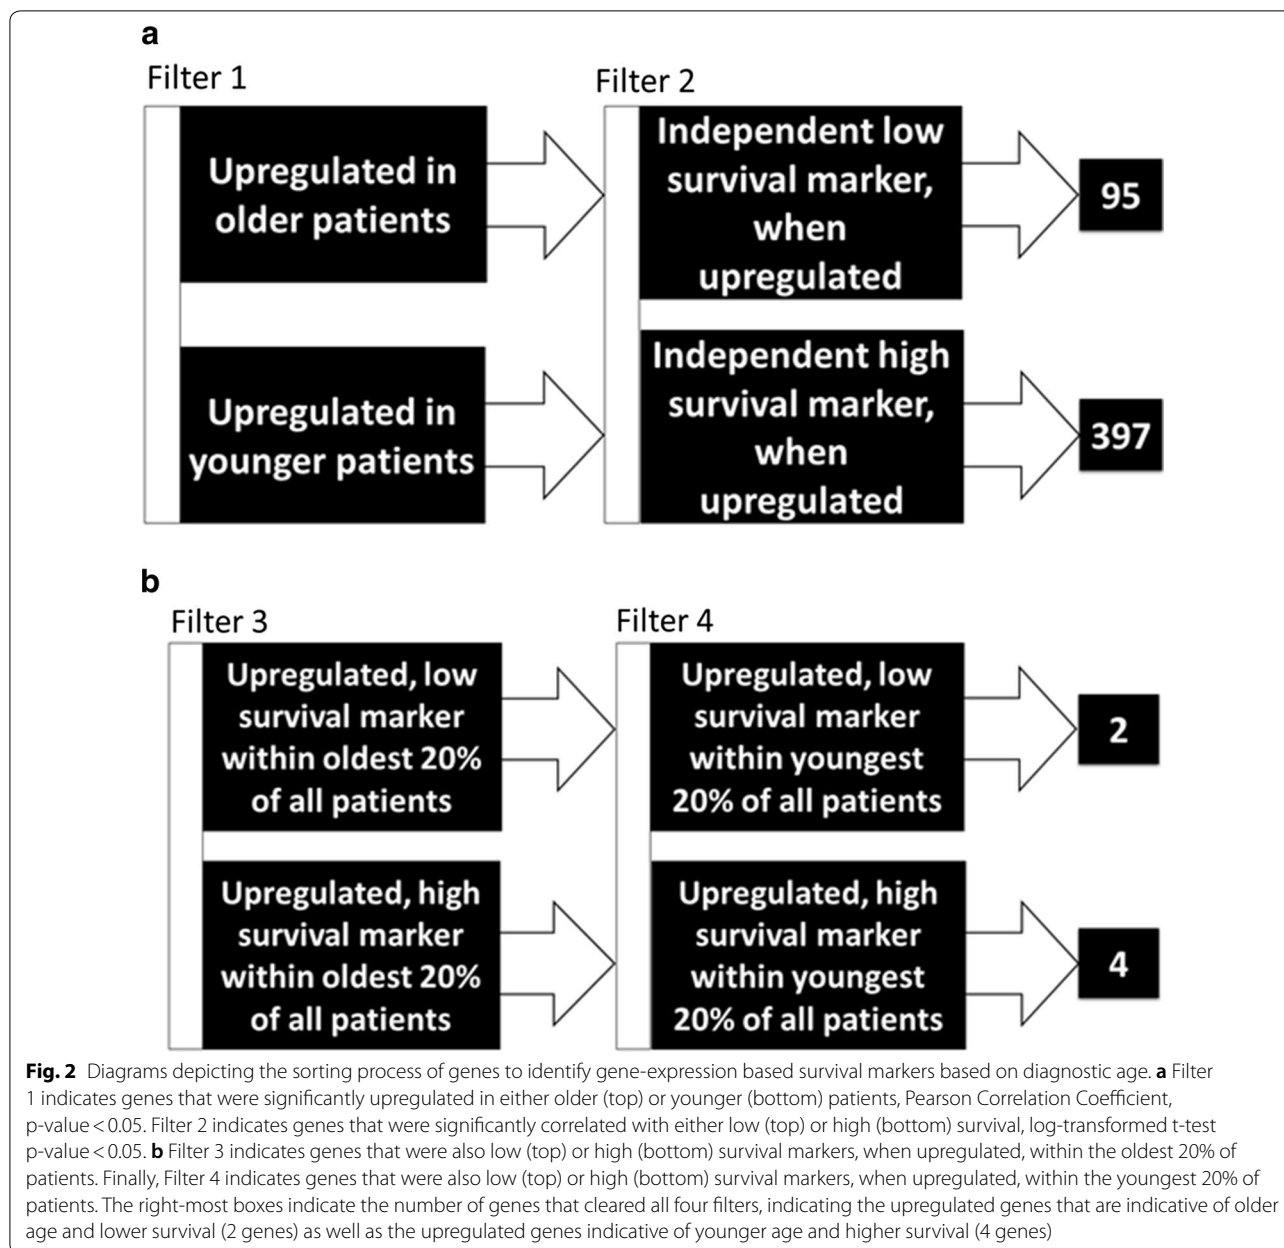 a
Filter 1
Filter 2
Upregulated in
older patients
Independent low
survival marker,
when
upregulated
95
Upregulated in
younger patients
Independent high
survival marker,
when
upregulated
397
b
Filter 3
Filter 4
Upregulated, low
survival marker
within oldest 20%
of all patients
Upregulated, low
survival marker
within youngest
20% of all patients
2
Upregulated, high
survival marker
within oldest 20%
of all patients
Upregulated, high
survival marker
within youngest
20% of all patients
4
Fig. 2 Diagrams depicting the sorting process of genes to identify gene-expression based survival markers based on diagnostic age. a Filter
1 indicates genes that were significantly upregulated in either older (top) or younger (bottom) patients, Pearson Correlation Coefficient,
p-value < 0.05. Filter 2 indicates genes that were significantly correlated with either low (top) or high (bottom) survival, log-transformed t-test
p-value < 0.05. b Filter 3 indicates genes that were also low (top) or high (bottom) survival markers, when upregulated, within the oldest 20% of
patients. Finally, Filter 4 indicates genes that were also low (top) or high (bottom) survival markers, when upregulated, within the youngest 20% of
patients. The right-most boxes indicate the number of genes that cleared all four filters, indicating the upregulated genes that are indicative of older
age and lower survival (2 genes) as well as the upregulated genes indicative of younger age and higher survival (4 genes)